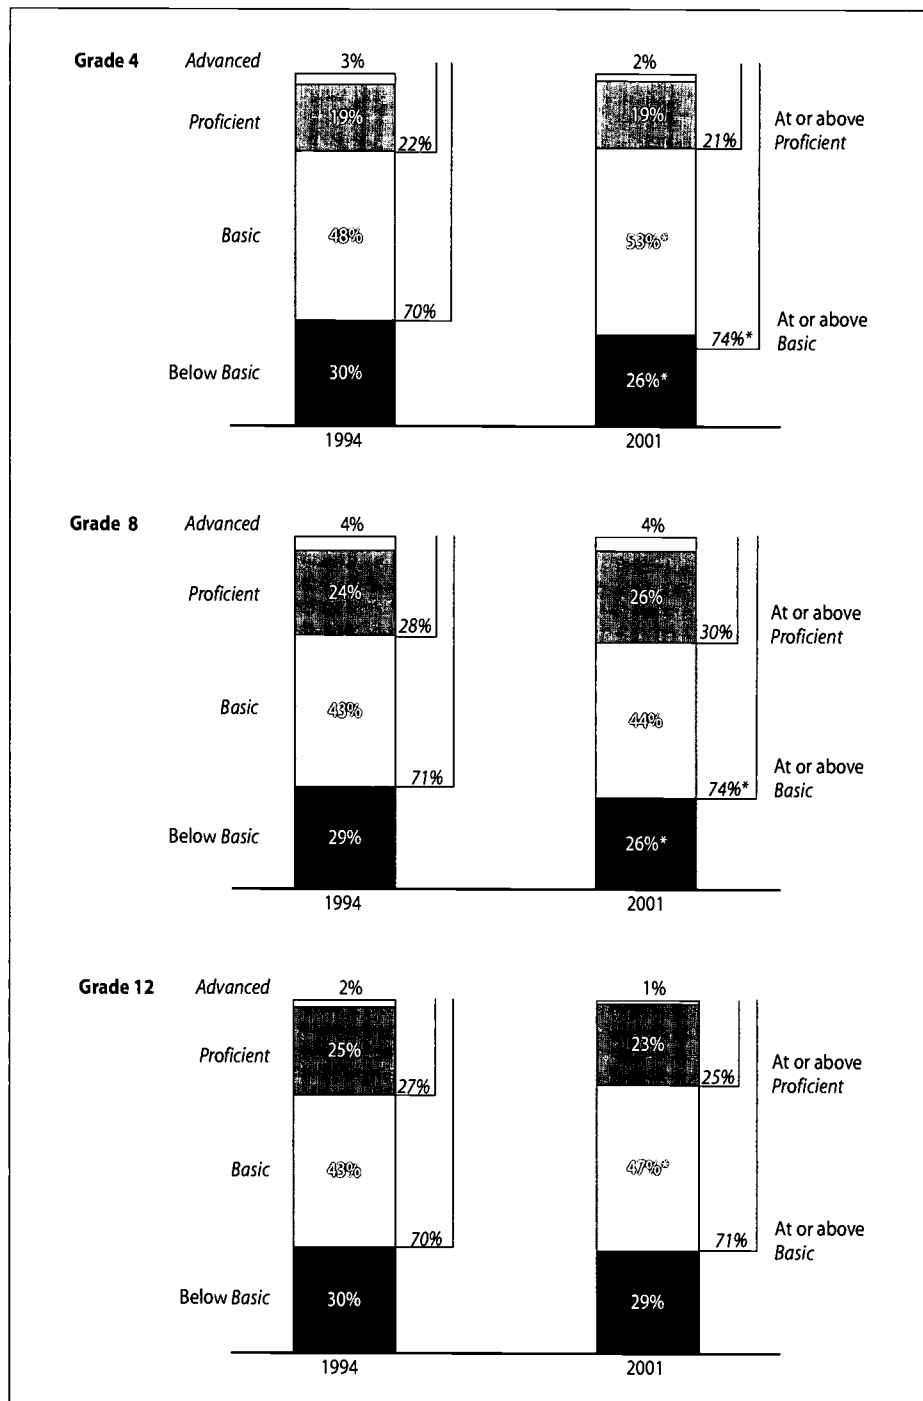 Grade 4 Advanced 3% 2%
Proficient 19% 19% At or above
22% 21% Proficient
Basic 48% 53%*
70% At or above
74%* Basic
Below Basic 30% 26%*
1994 2001
Grade 8 Advanced 4% 4%
Proficient 24% 26%
28% 30% At or above
Proficient
Basic 43% 44%
71% 74%* At or above
Basic
Below Basic 29% 26%*
1994 2001
Grade 12 Advanced 2% 1%
Proficient 25% 23%
27% 25% At or above
Proficient
Basic 43% 47%*
70% 71% At or above
Basic
Below Basic 30% 29%
1994 2001